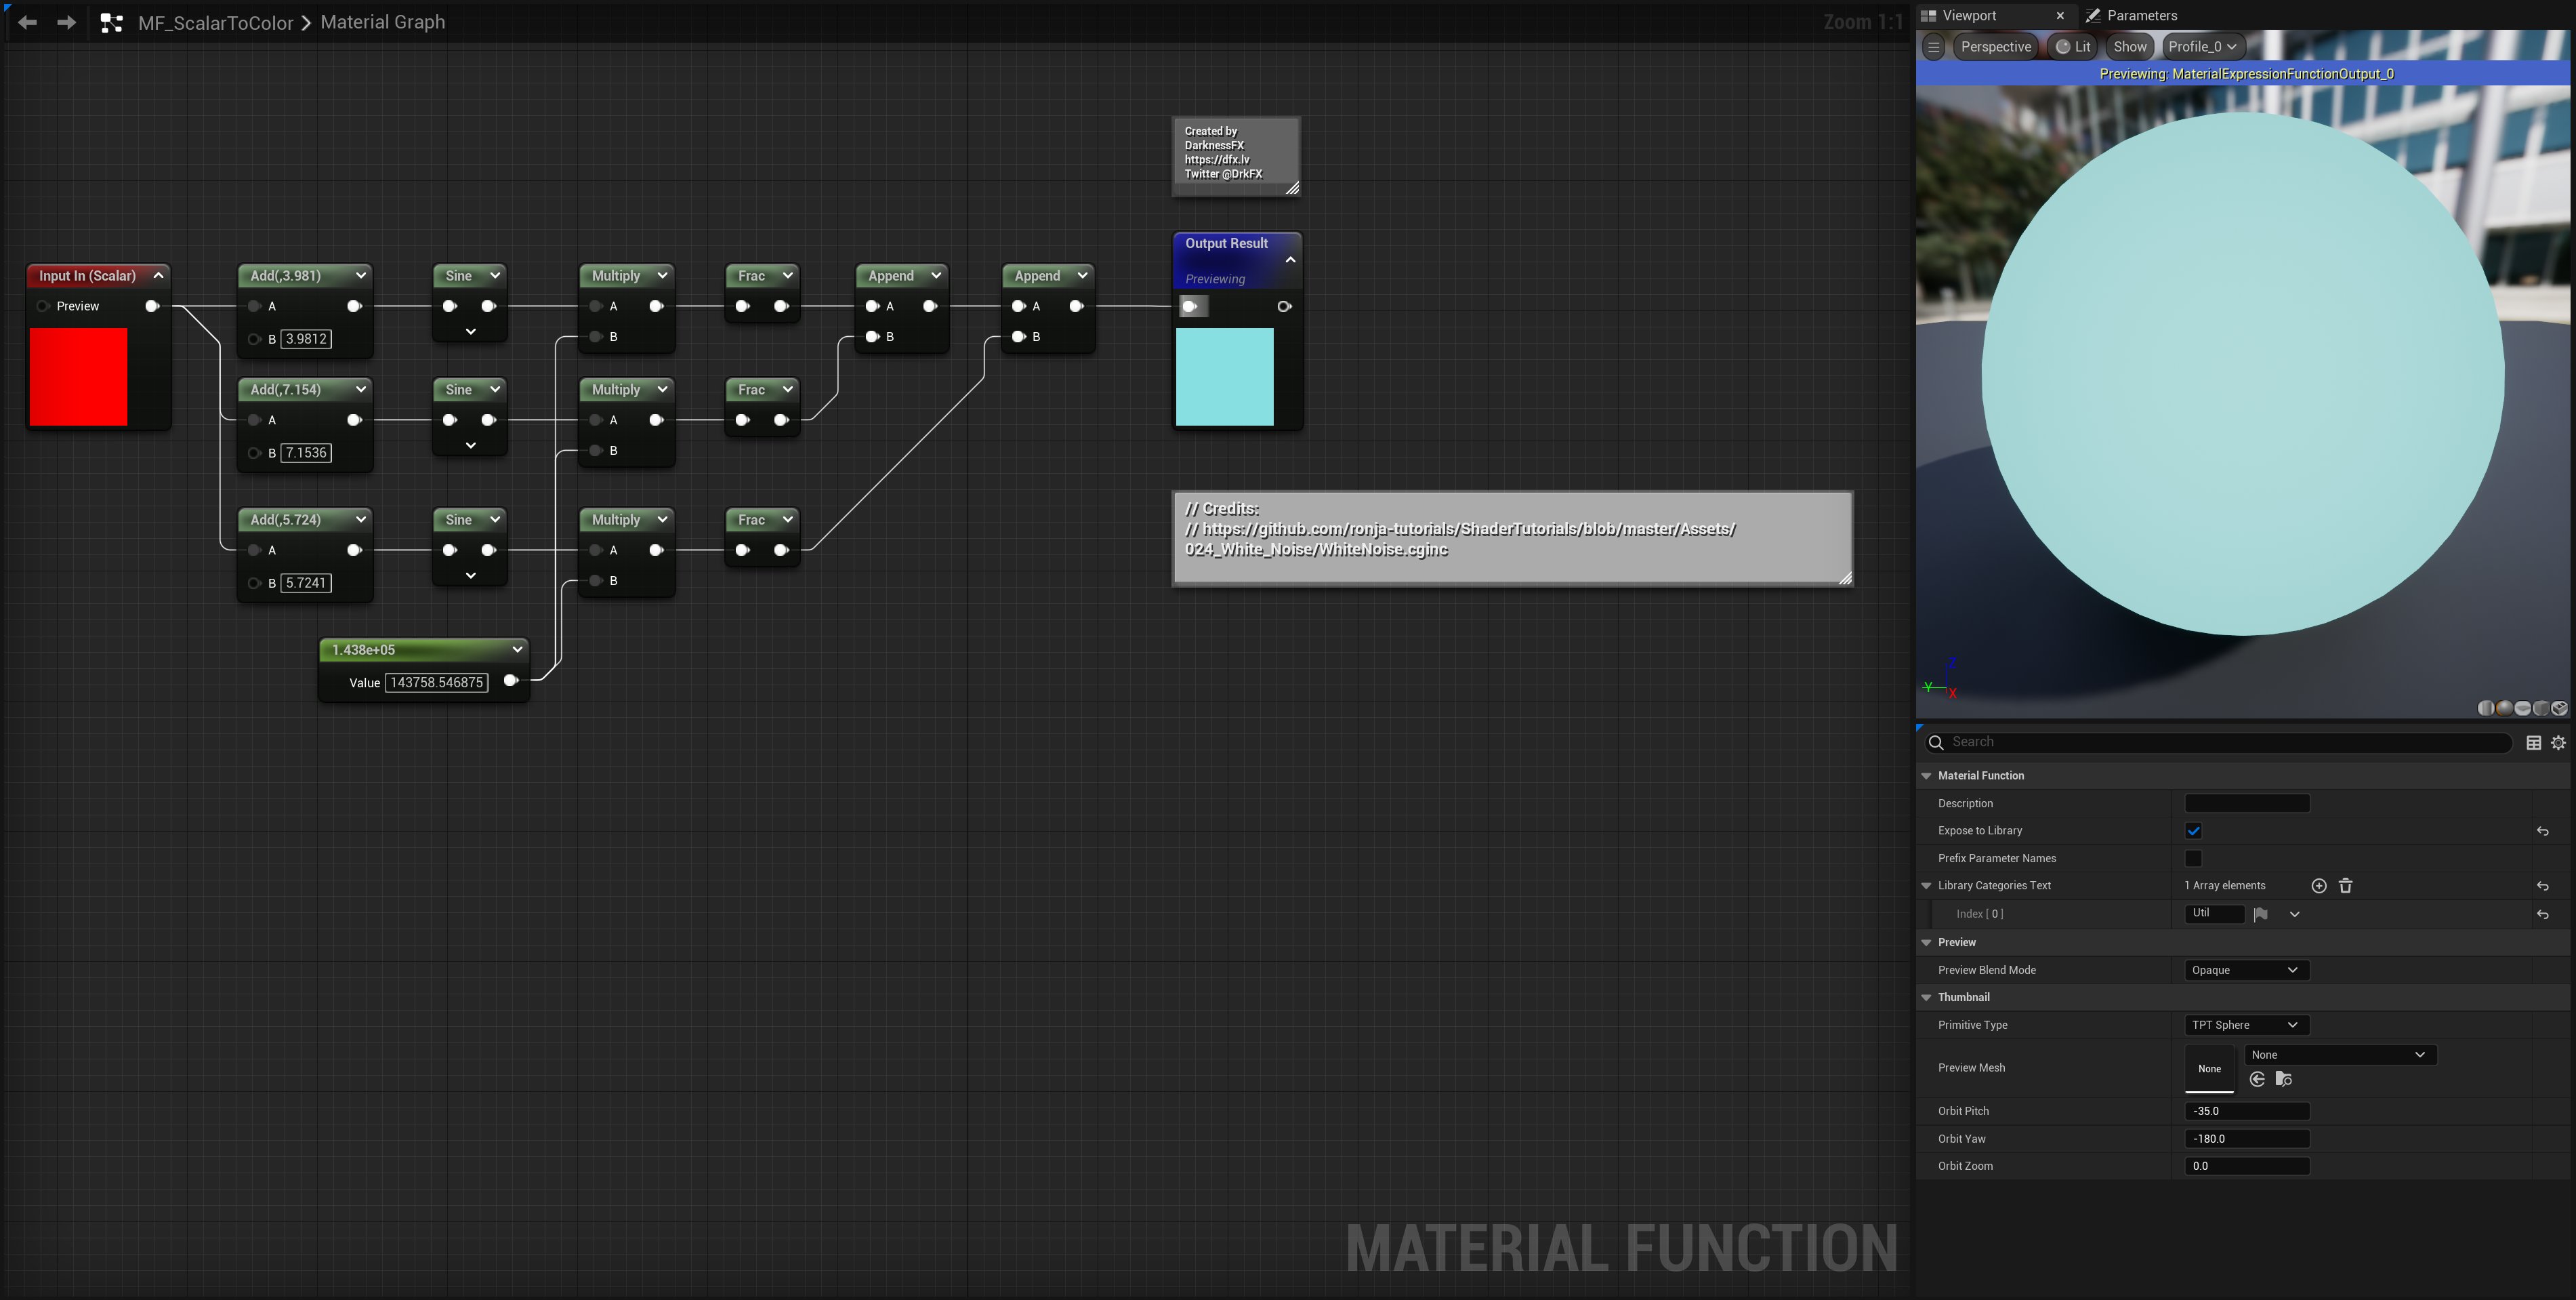 MF_ScalarToColor > Material Graph
Zoom 1:1
Created by
DarknessFX
https://dfx.lv
Twitter @DrkFX
Input In (Scalar)
Preview
Add(,3.981)
A
B 3.9812
Sine
Multiply
A
B
Frac
Append
A
B
Append
A
B
Output Result
Previewing
Add(,7.154)
A
B 7.1536
Sine
Multiply
A
B
Frac
Add(,5.724)
A
B 5.7241
Sine
Multiply
A
B
Frac
// Credits:
// https://github.com/ronja-tutorials/ShaderTutorials/blob/master/Assets/
024_White_Noise/WhiteNoise.cginc
1.438e+05
Value 143758.546875
MATERIAL FUNCTION
Viewport
Parameters
Perspective
Lit
Show
Profile_0
Previewing: MaterialExpressionFunctionOutput_0
Z
Y
X
Search
Material Function
Description
Expose to Library
Prefix Parameter Names
Library Categories Text 1 Array elements
Index [ 0 ] Util
Preview
Preview Blend Mode Opaque
Thumbnail
Primitive Type TPT Sphere
Preview Mesh None None
Orbit Pitch -35.0
Orbit Yaw -180.0
Orbit Zoom 0.0